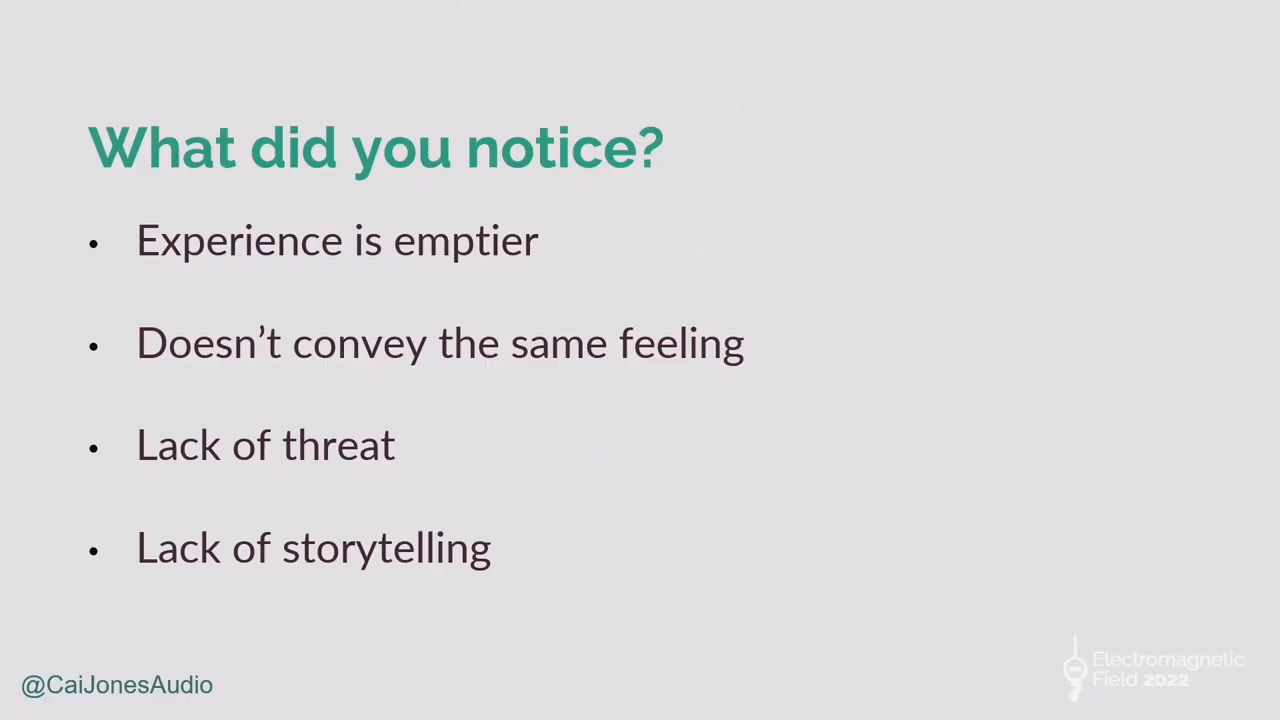 What did you notice?
• Experience is emptier
• Doesn’t convey the same feeling
• Lack of threat
• Lack of storytelling
@CaiJonesAudio
Electromagnetic
Field 2022